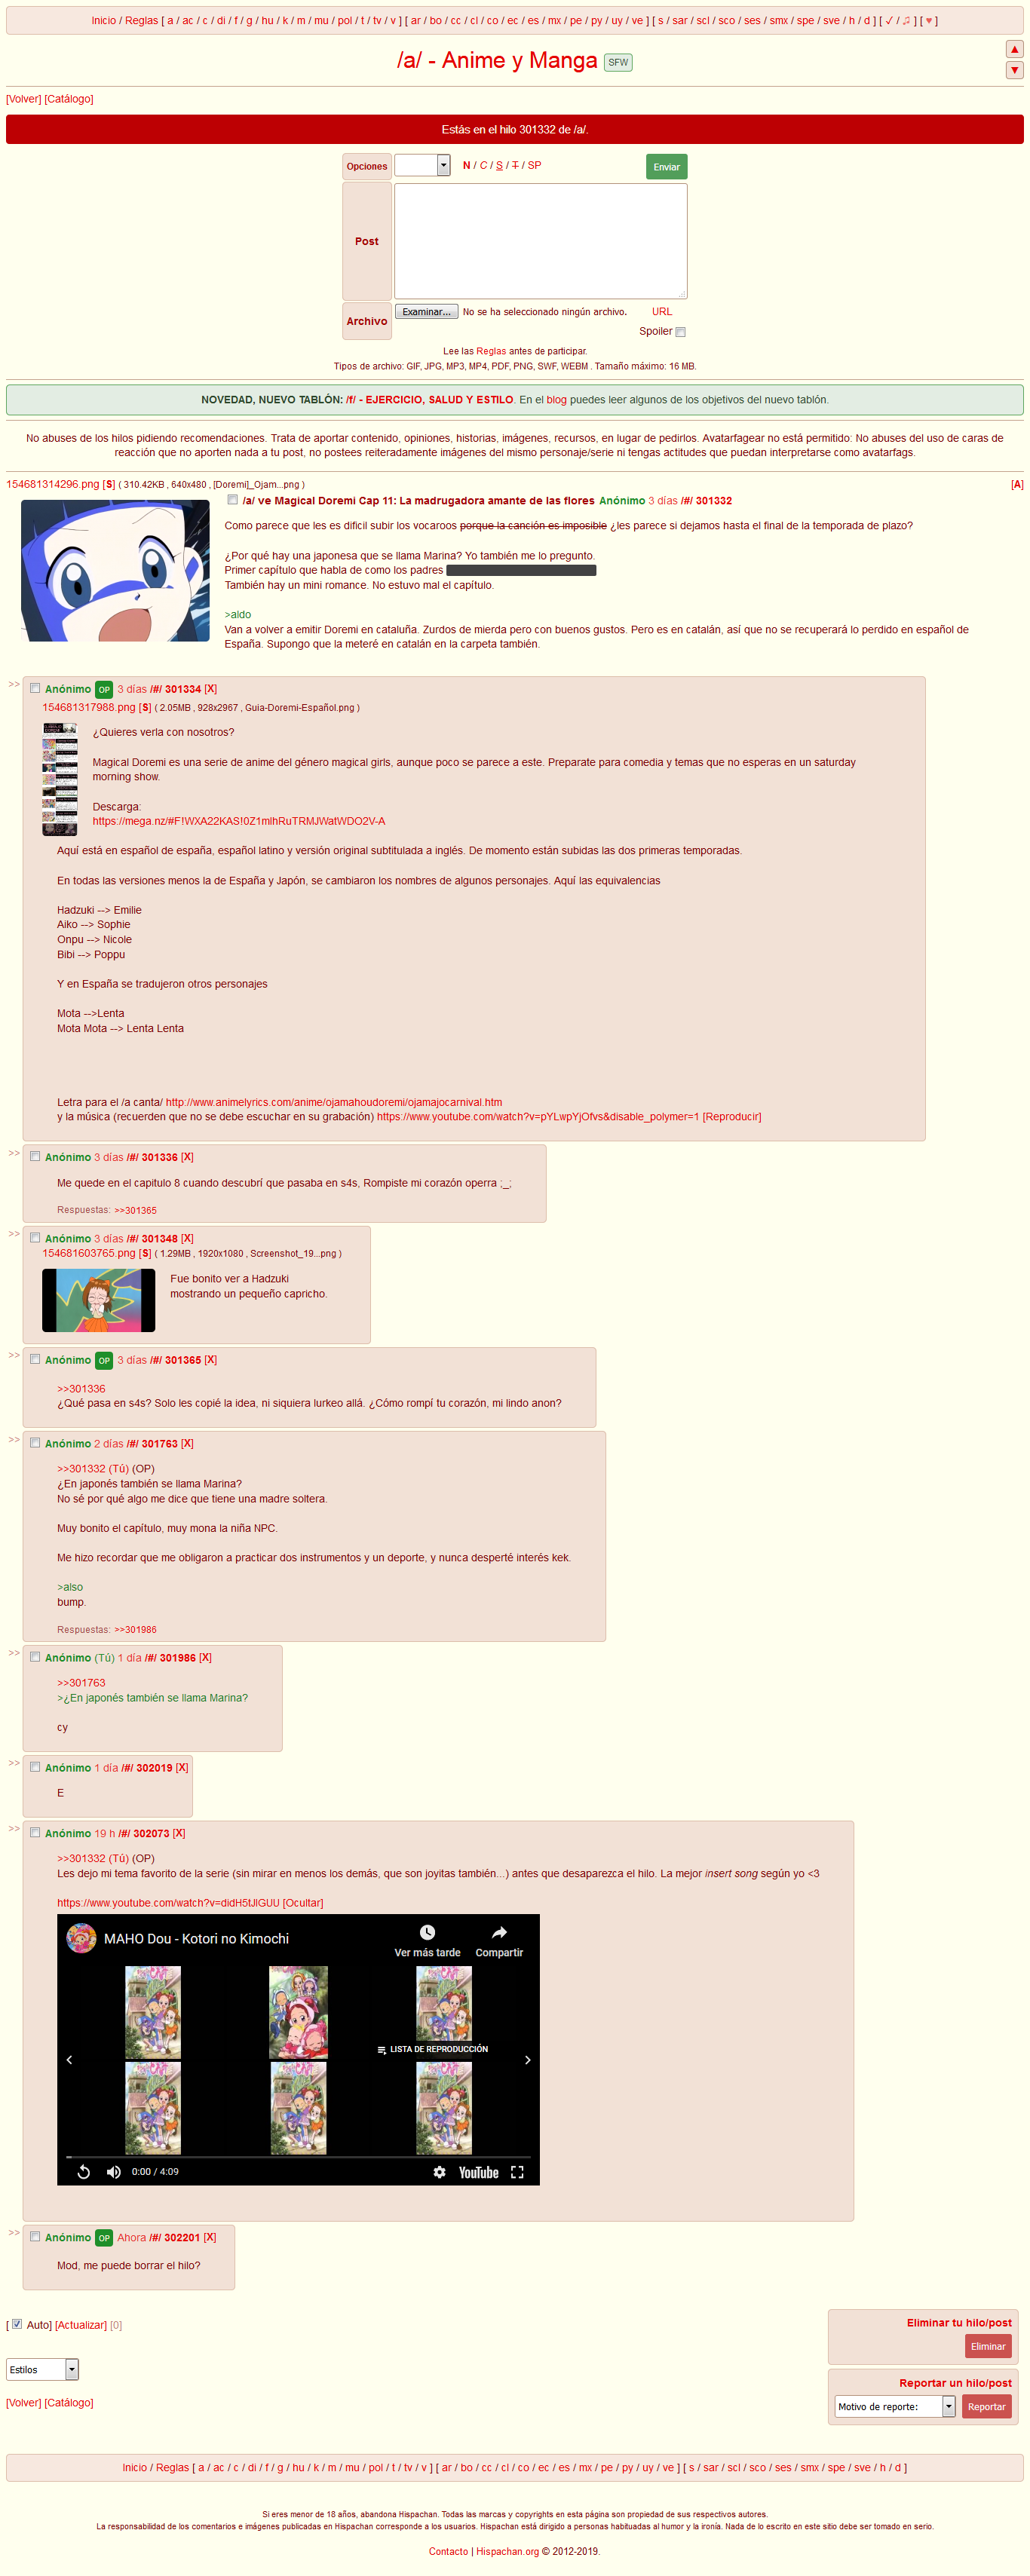 Inicio / Reglas [ a / ac / c / di / f / g / hu / k / m / mu / pol / t / tv / v ] [ ar / bo / cc / cl / co / ec / es / mx / pe / py / uy / ve ] [ s / sar / scl / sco / ses / smx / spe / sve / h / d ] [ ✓ / ♫ ] [ ♥ ]
/a/ - Anime y Manga SFW
▲
▼
[Volver] [Catálogo]
Estás en el hilo 301332 de /a/.
Opciones N / C / S / T / SP Enviar
Post
Archivo Examinar... No se ha seleccionado ningún archivo. URL
Spoiler
Lee las Reglas antes de participar.
Tipos de archivo: GIF, JPG, MP3, MP4, PDF, PNG, SWF, WEBM . Tamaño máximo: 16 MB.
NOVEDAD, NUEVO TABLÓN: /f/ - EJERCICIO, SALUD Y ESTILO. En el blog puedes leer algunos de los objetivos del nuevo tablón.
No abuses de los hilos pidiendo recomendaciones. Trata de aportar contenido, opiniones, historias, imágenes, recursos, en lugar de pedirlos. Avatarfagear no está permitido: No abuses del uso de caras de
reacción que no aporten nada a tu post, no postees reiteradamente imágenes del mismo personaje/serie ni tengas actitudes que puedan interpretarse como avatarfags.
154681314296.png [S] ( 310.42KB , 640x480 , [Doremi]_Ojam...png ) [A]
/a/ ve Magical Doremi Cap 11: La madrugadora amante de las flores Anónimo 3 días /#/ 301332
Como parece que les es dificil subir los vocaroos porque la canción es imposible ¿les parece si dejamos hasta el final de la temporada de plazo?
¿Por qué hay una japonesa que se llama Marina? Yo también me lo pregunto.
Primer capítulo que habla de como los padres
También hay un mini romance. No estuvo mal el capítulo.
>aldo
Van a volver a emitir Doremi en cataluña. Zurdos de mierda pero con buenos gustos. Pero es en catalán, así que no se recuperará lo perdido en español de
España. Supongo que la meteré en catalán en la carpeta también.
>> Anónimo OP 3 días /#/ 301334 [X]
154681317988.png [S] ( 2.05MB , 928x2967 , Guia-Doremi-Español.png )
¿Quieres verla con nosotros?
Magical Doremi es una serie de anime del género magical girls, aunque poco se parece a este. Preparate para comedia y temas que no esperas en un saturday
morning show.
Descarga:
https://mega.nz/#F!WXA22KAS!0Z1mlhRuTRMJWatWDO2V-A
Aquí está en español de españa, español latino y versión original subtitulada a inglés. De momento están subidas las dos primeras temporadas.
En todas las versiones menos la de España y Japón, se cambiaron los nombres de algunos personajes. Aquí las equivalencias
Hadzuki --> Emilie
Aiko --> Sophie
Onpu --> Nicole
Bibi --> Poppu
Y en España se tradujeron otros personajes
Mota -->Lenta
Mota Mota --> Lenta Lenta
Letra para el /a canta/ http://www.animelyrics.com/anime/ojamahoudoremi/ojamajocarnival.htm
y la música (recuerden que no se debe escuchar en su grabación) https://www.youtube.com/watch?v=pYLwpYjOfvs&disable_polymer=1 [Reproducir]
>> Anónimo 3 días /#/ 301336 [X]
Me quede en el capitulo 8 cuando descubrí que pasaba en s4s, Rompiste mi corazón operra ;_;
Respuestas: >>301365
>> Anónimo 3 días /#/ 301348 [X]
154681603765.png [S] ( 1.29MB , 1920x1080 , Screenshot_19...png )
Fue bonito ver a Hadzuki
mostrando un pequeño capricho.
>> Anónimo OP 3 días /#/ 301365 [X]
>>301336
¿Qué pasa en s4s? Solo les copié la idea, ni siquiera lurkeo allá. ¿Cómo rompí tu corazón, mi lindo anon?
>> Anónimo 2 días /#/ 301763 [X]
>>301332 (Tú) (OP)
¿En japonés también se llama Marina?
No sé por qué algo me dice que tiene una madre soltera.
Muy bonito el capítulo, muy mona la niña NPC.
Me hizo recordar que me obligaron a practicar dos instrumentos y un deporte, y nunca desperté interés kek.
>also
bump.
Respuestas: >>301986
>> Anónimo (Tú) 1 día /#/ 301986 [X]
>>301763
>¿En japonés también se llama Marina?
cy
>> Anónimo 1 día /#/ 302019 [X]
E
>> Anónimo 19 h /#/ 302073 [X]
>>301332 (Tú) (OP)
Les dejo mi tema favorito de la serie (sin mirar en menos los demás, que son joyitas también...) antes que desaparezca el hilo. La mejor insert song según yo <3
https://www.youtube.com/watch?v=didH5tJlGUU [Ocultar]
MAHO Dou - Kotori no Kimochi
Ver más tarde Compartir
LISTA DE REPRODUCCIÓN
0:00 / 4:09 YouTube
>> Anónimo OP Ahora /#/ 302201 [X]
Mod, me puede borrar el hilo?
[ Auto] [Actualizar] [0]
Eliminar tu hilo/post
Eliminar
Estilos
Reportar un hilo/post
Motivo de reporte: Reportar
[Volver] [Catálogo]
Inicio / Reglas [ a / ac / c / di / f / g / hu / k / m / mu / pol / t / tv / v ] [ ar / bo / cc / cl / co / ec / es / mx / pe / py / uy / ve ] [ s / sar / scl / sco / ses / smx / spe / sve / h / d ]
Si eres menor de 18 años, abandona Hispachan. Todas las marcas y copyrights en esta página son propiedad de sus respectivos autores.
La responsabilidad de los comentarios e imágenes publicadas en Hispachan corresponde a los usuarios. Hispachan está dirigido a personas habituadas al humor y la ironía. Nada de lo escrito en este sitio debe ser tomado en serio.
Contacto | Hispachan.org © 2012-2019.